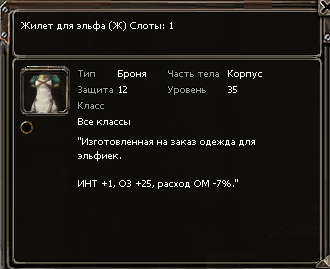 Жилет для эльфа (Ж) Слоты: 1
Тип Броня Часть тела Корпус
Защита 12 Уровень 35
Класс
Все классы
"Изготовленная на заказ одежда для
эльфиек.
ИНТ +1, ОЗ +25, расход ОМ -7%."